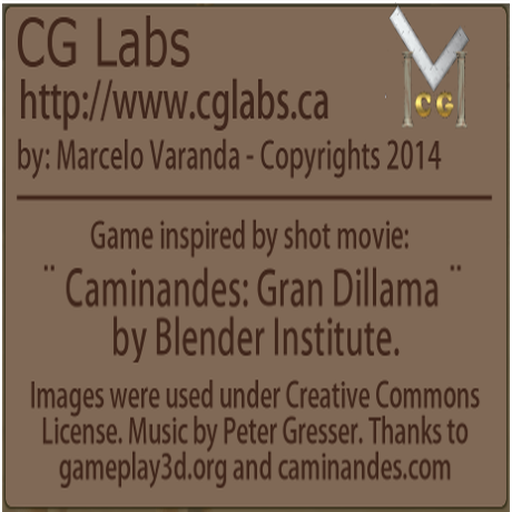 CG Labs
http://www.cglabs.ca
CG
by: Marcelo Varanda - Copyrights 2014
Game inspired by shot movie:
¨ Caminandes: Gran Dillama ¨
by Blender Institute.
Images were used under Creative Commons
License. Music by Peter Gresser. Thanks to
gameplay3d.org and caminandes.com